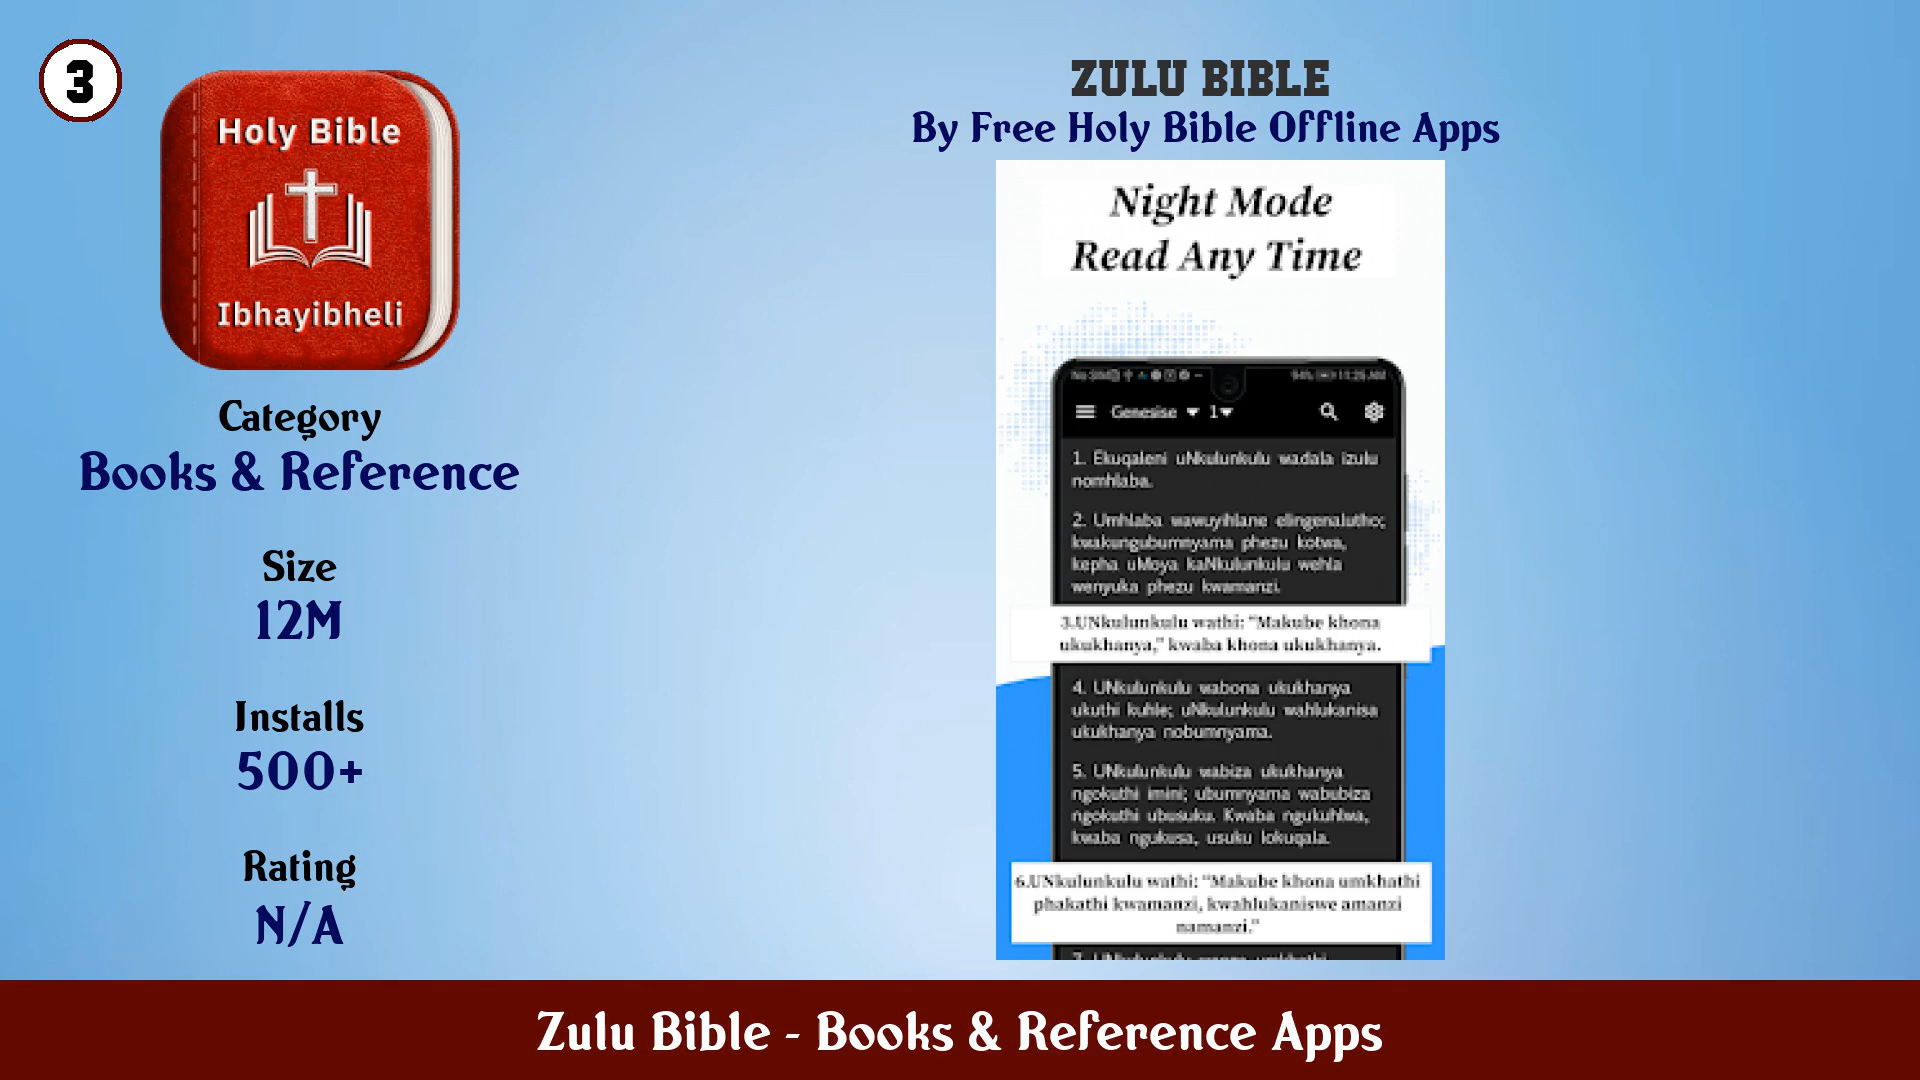 3
Holy Bible
Ibhayibheli
Category
Books & Reference
Size
12M
Installs
500+
Rating
N/A
ZULU BIBLE
By Free Holy Bible Offline Apps
Night Mode
Read Any Time
11:25 AM
Genesise 1
1. Ekuqaleni uNkulunkulu wadala izulu
nomhlaba.
2. Umhlaba wawuyihlane elingenalutho;
kwakungubumnyama phezu kotwa,
kepha uMoya kaNkulunkulu wehla
wenyuka phezu kwamanzi.
3.UNkulunkulu wathi: "Makube khona
ukukhanya," kwaba khona ukukhanya.
4. UNkulunkulu wabona ukukhanya
ukuthi kuhle; uNkulunkulu wahlukanisa
ukukhanya nobumnyama.
5. UNkulunkulu wabiza ukukhanya
ngokuthi imini; ubumnyama wabubiza
ngokuthi ubusuku. Kwaba ngukuhlwa,
kwaba ngukusa, usuku lokuqala.
6.UNkulunkulu wathi: "Makube khona umkhathi
phakathi kwamanzi, kwahlukaniswe amanzi
namanzi."
Zulu Bible - Books & Reference Apps